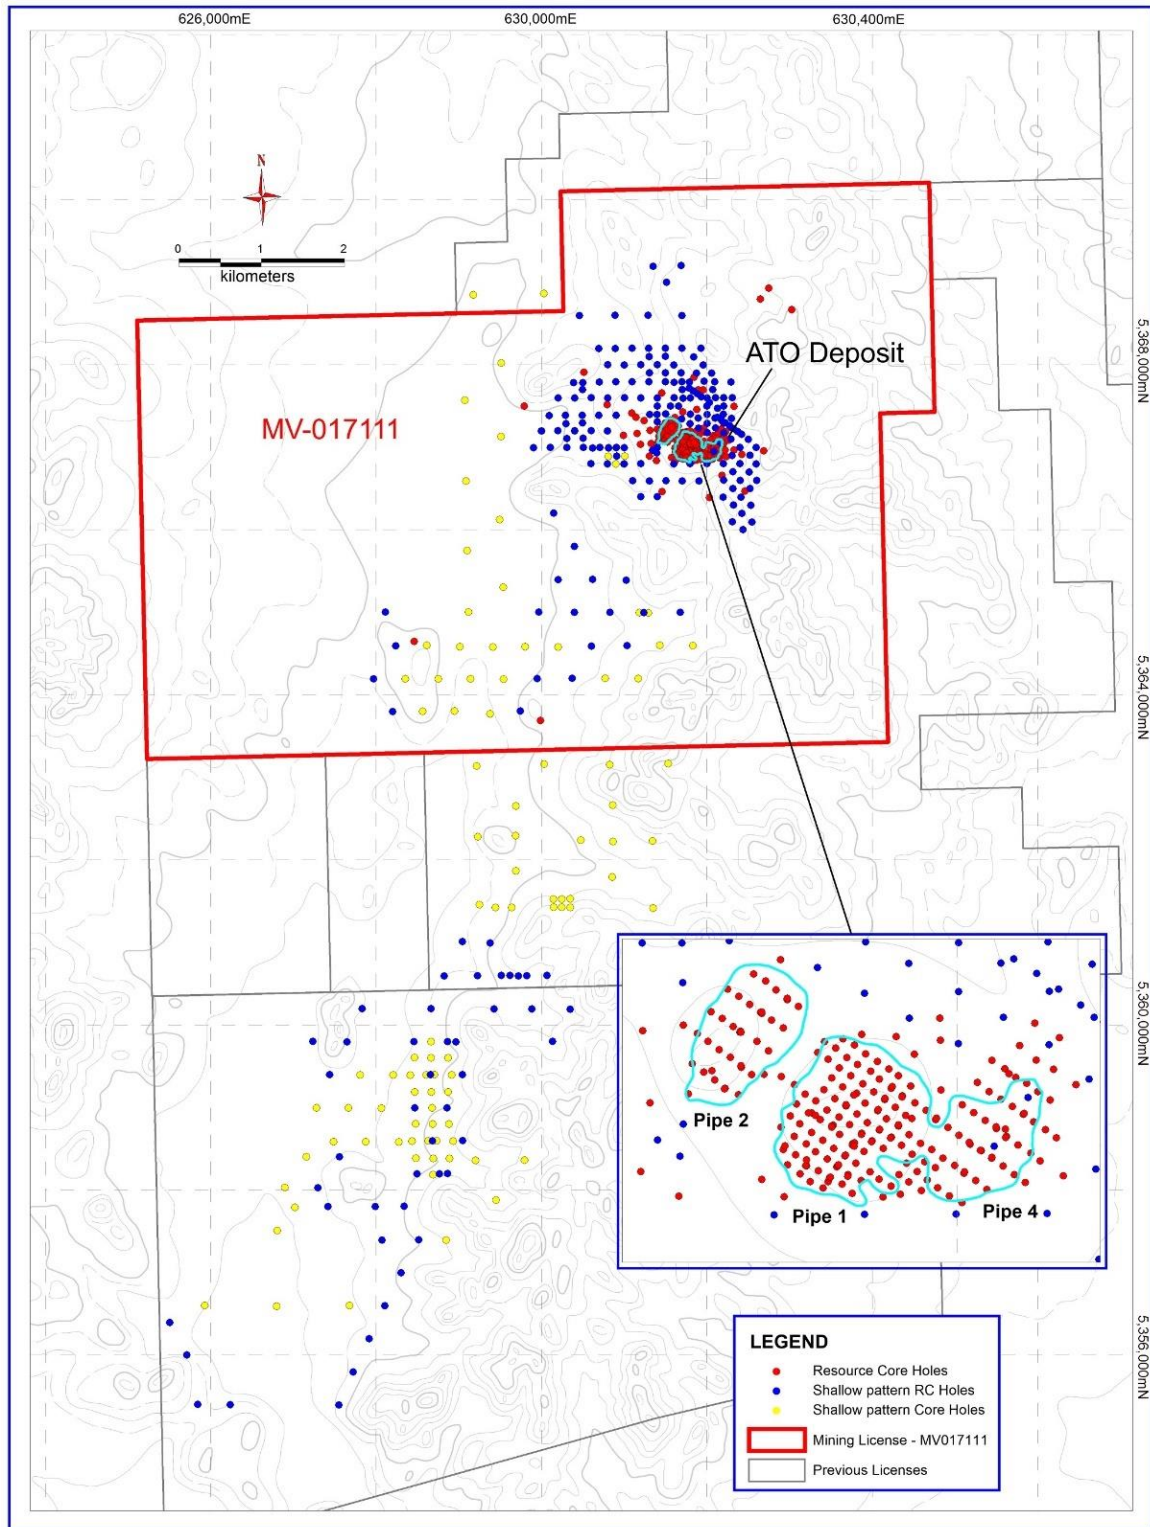 626,000mE
630,000mE
630,400mE
N
0 1 2
kilometers
5,368,000mN
ATO Deposit
MV-017111
5,364,000mN
5,360,000mN
Pipe 2
Pipe 1
Pipe 4
5,356,000mN
LEGEND
Resource Core Holes
Shallow pattern RC Holes
Shallow pattern Core Holes
Mining License - MV017111
Previous Licenses